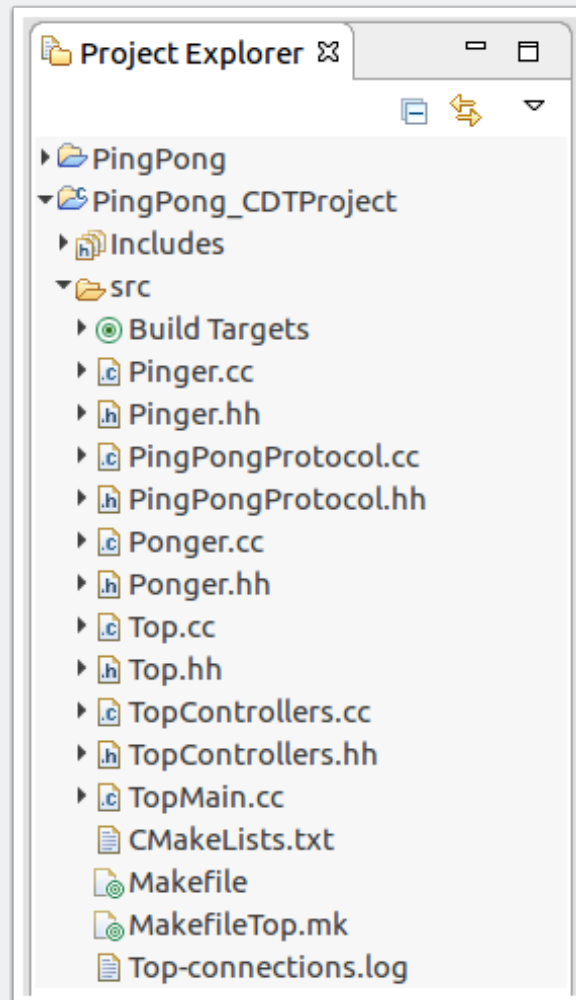 Project Explorer
PingPong
PingPong_CDTProject
Includes
src
Build Targets
Pinger.cc
Pinger.hh
PingPongProtocol.cc
PingPongProtocol.hh
Ponger.cc
Ponger.hh
Top.cc
Top.hh
TopControllers.cc
TopControllers.hh
TopMain.cc
CMakeLists.txt
Makefile
MakefileTop.mk
Top-connections.log